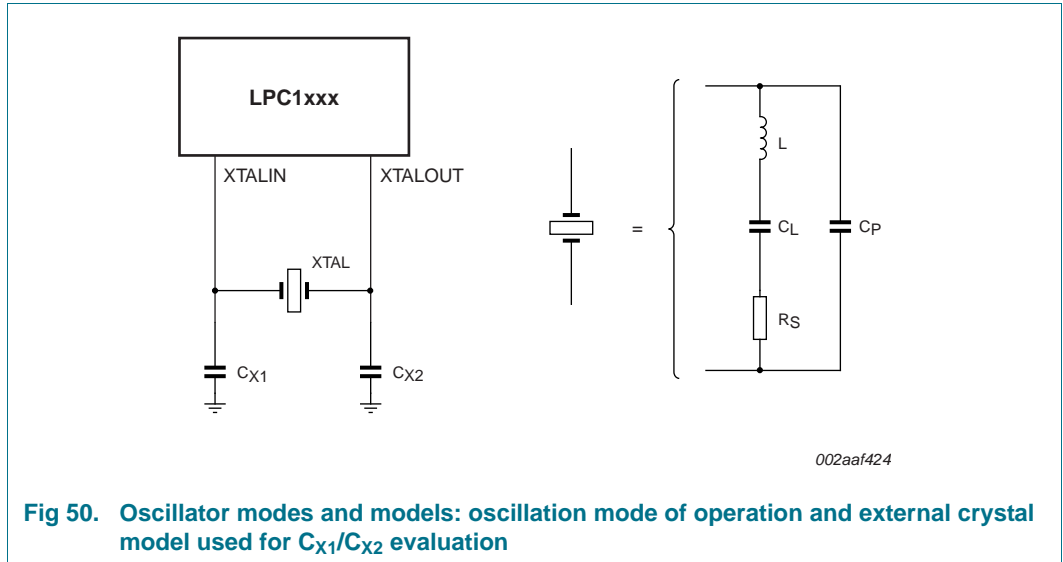 LPC1xxx
XTALIN
XTALOUT
XTAL
CX1
CX2
=
L
CL
CP
RS
002aaf424
Fig 50. Oscillator modes and models: oscillation mode of operation and external crystal
model used for CX1/CX2 evaluation